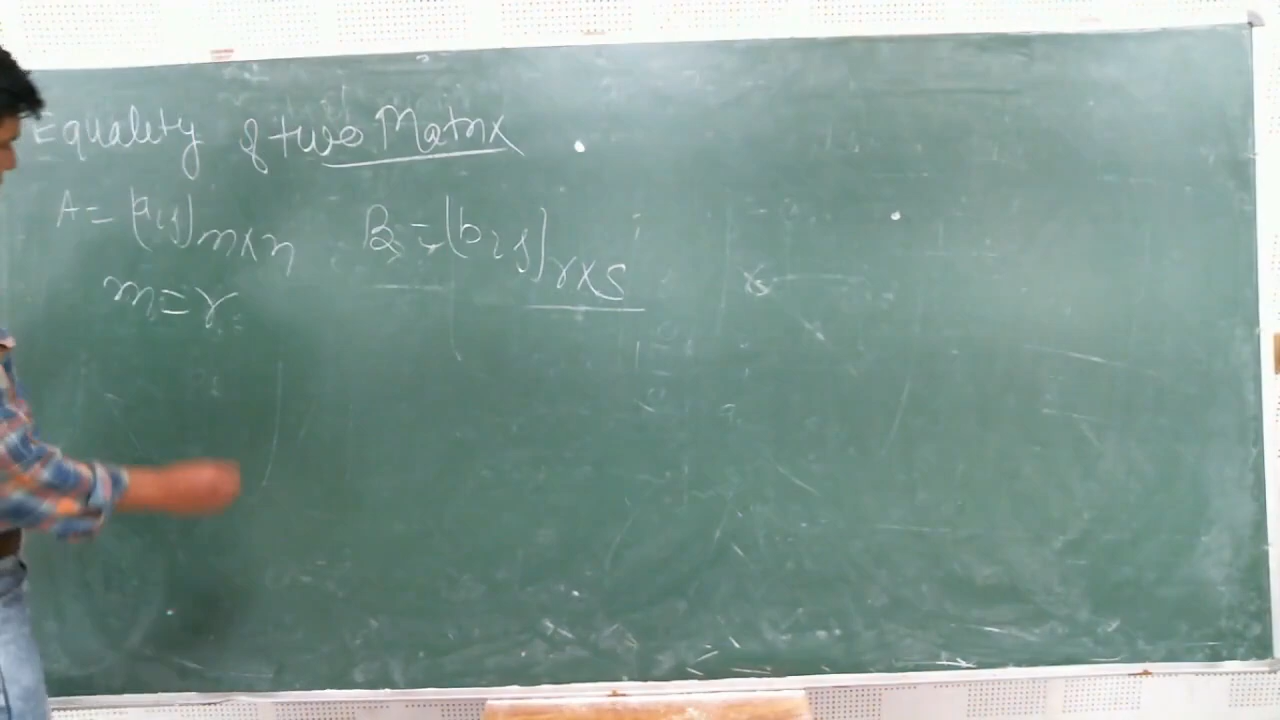 Equality of two Matrix
A = [aij]m×n B = [bij]r×s
m = r